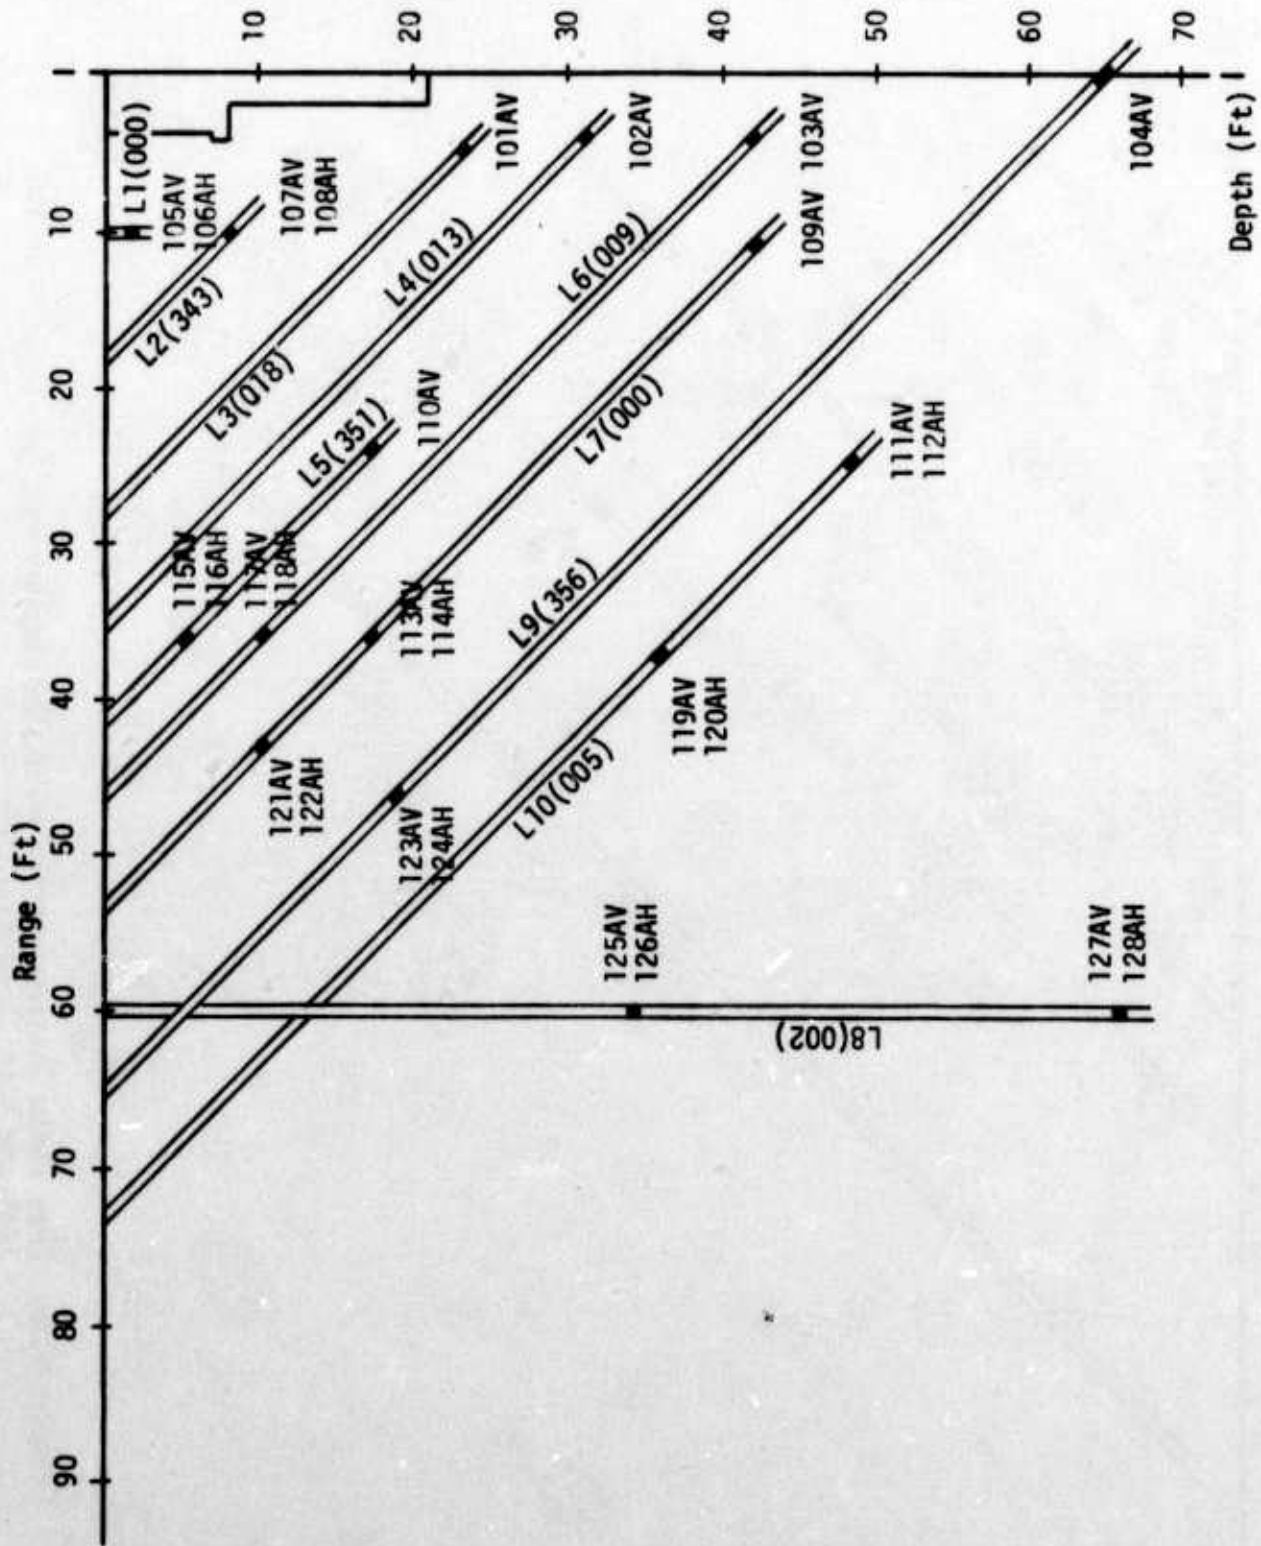 Range (Ft)
90
80
70
60
50
40
30
20
10
10
20
30
40
50
60
70
Depth (Ft)
L1(000)
105AV
106AH
107AV
108AH
L2(343)
L3(018)
101AV
L4(013)
102AV
L5(351)
110AV
115AV
116AH
117AV
118AH
L6(009)
103AV
L7(000)
109AV
113AV
114AH
121AV
122AH
L9(356)
104AV
123AV
124AH
L10(005)
111AV
112AH
119AV
120AH
L8(002)
125AV
126AH
127AV
128AH